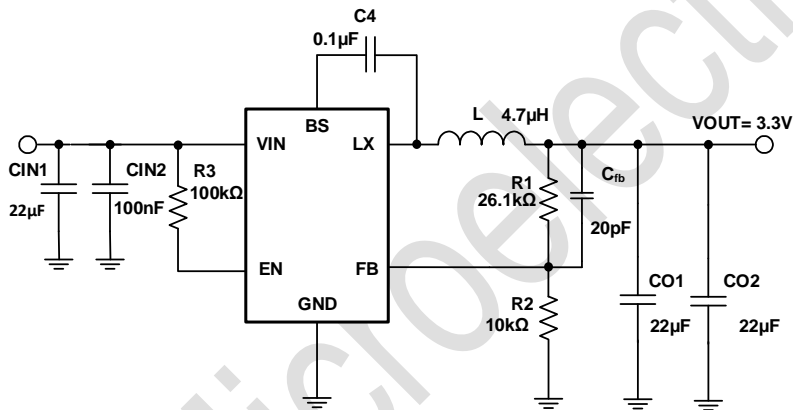 C4
0.1µF
BS
L 4.7µH
VOUT= 3.3V
VIN
LX
CIN1
22µF
CIN2
100nF
R3
100kΩ
R1
26.1kΩ
Cfb
20pF
EN
FB
GND
R2
10kΩ
CO1
22µF
CO2
22µF
Microelectr